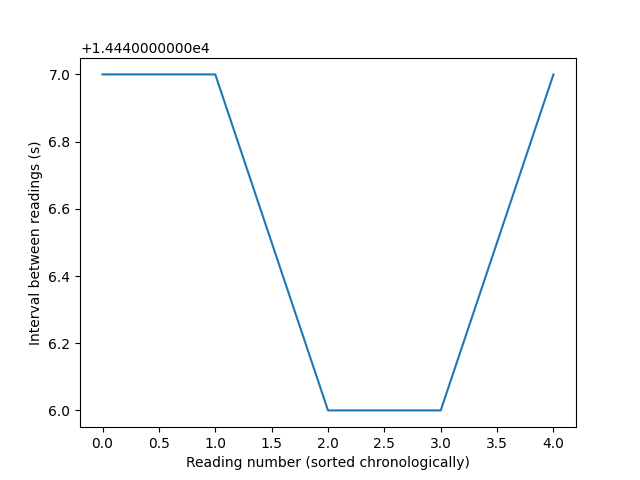 +1.4440000000e4
7.0
6.8
6.6
6.4
6.2
6.0
Interval between readings (s)
0.0 0.5 1.0 1.5 2.0 2.5 3.0 3.5 4.0
Reading number (sorted chronologically)